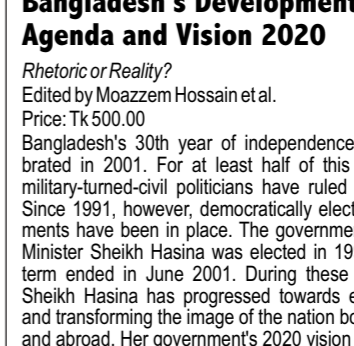 Bangladesh's Development
Agenda and Vision 2020
Rhetoric or Reality?
Edited by Moazzem Hossain et al.
Price: Tk 500.00
Bangladesh's 30th year of independence
brated in 2001. For at least half of this
military-turned-civil politicians have ruled
Since 1991, however, democratically elect
ments have been in place. The governme
Minister Sheikh Hasina was elected in 19
term ended in June 2001. During these
Sheikh Hasina has progressed towards e
and transforming the image of the nation bo
and abroad. Her government's 2020 vision